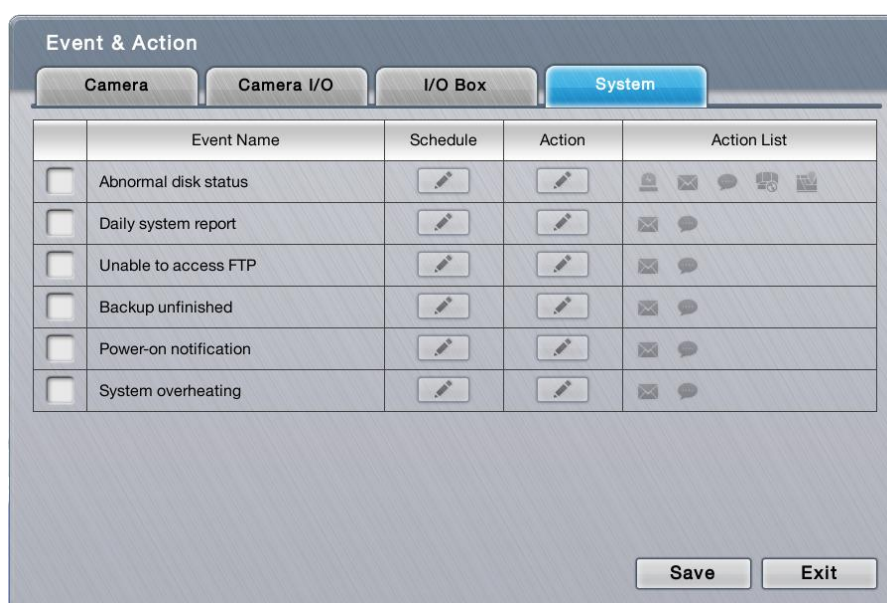 Event & Action
Camera Camera I/O I/O Box System
Event Name Schedule Action Action List
Abnormal disk status
Daily system report
Unable to access FTP
Backup unfinished
Power-on notification
System overheating
Save Exit